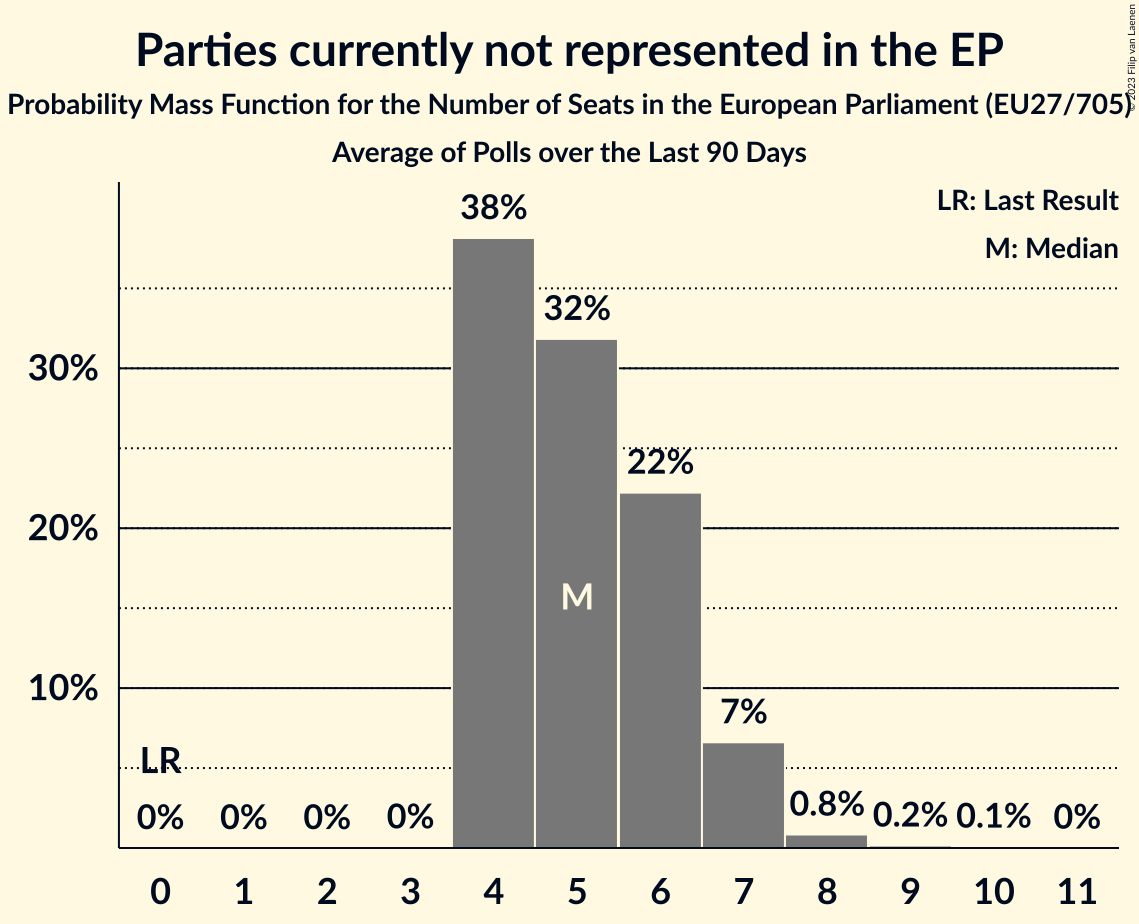 Parties currently not represented in the EP
Probability Mass Function for the Number of Seats in the European Parliament (EU27/705)
Average of Polls over the Last 90 Days
© 2023 Filip van Laenen
LR: Last Result
M: Median
38%
32%
30%
22%
20%
M
10%
7%
LR
0% 0% 0% 0% 0.8% 0.2% 0.1% 0%
0 1 2 3 4 5 6 7 8 9 10 11